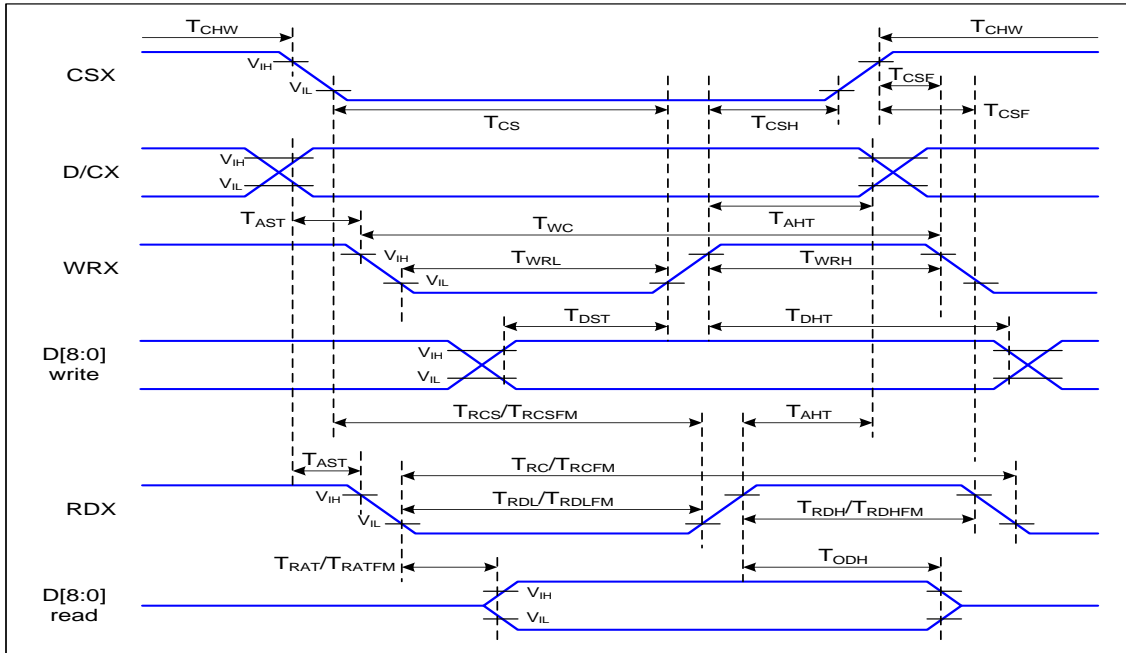 TCHW TCHW
CSX VIH TCSF
VIL TCSF
TCS TCSH
D/CX VIH
VIL
TAST TAHT
TWC
WRX VIH TWRL TWRH
VIL
TDST TDHT
D[8:0] VIH
write VIL
TRCS/TRCSFM TAHT
TAST TRC/TRCFM
RDX VIH TRDL/TRDLFM
VIL TRDH/TRDHFM
TRAT/TRATFM TODH
D[8:0] VIH
read VIL